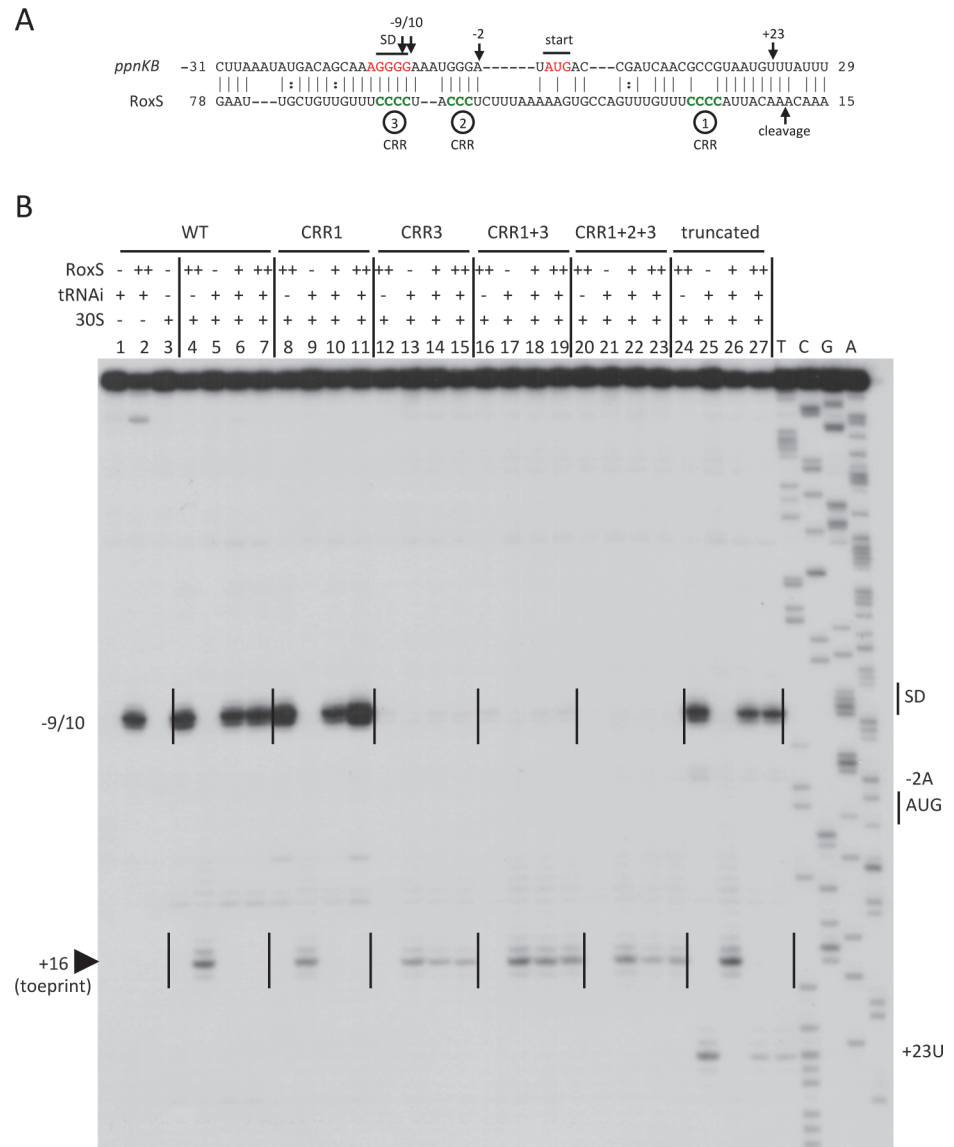 A
-9/10
SD -2 start +23
ppnKB -31 CUUAAAUAUGACAGCAAAGGGGAAAUGGGA------UAUGAC---CGAUCAACGCCGUAAUGUUUAUUU 29
RoxS 78 GAAU---UGCUGUUGUUUCCCCU--ACCCUCUUUAAAAAGUGCCAGUUUGUUUCCCCAUUACAAACAAA 15
3 2 1 cleavage
CRR CRR CRR
B
WT CRR1 CRR3 CRR1+3 CRR1+2+3 truncated
RoxS - ++ - ++ - + ++ ++ - + ++ ++ - + ++ ++ - + ++ ++ - + ++ ++ - + ++
tRNAi + + - - + + + - + + + - + + + - + + + - + + + - + + +
30S - - + + + + + + + + + + + + + + + + + + + + + + + + +
1 2 3 4 5 6 7 8 9 10 11 12 13 14 15 16 17 18 19 20 21 22 23 24 25 26 27 T C G A
SD
-9/10
-2A
AUG
+16
(toeprint)
+23U